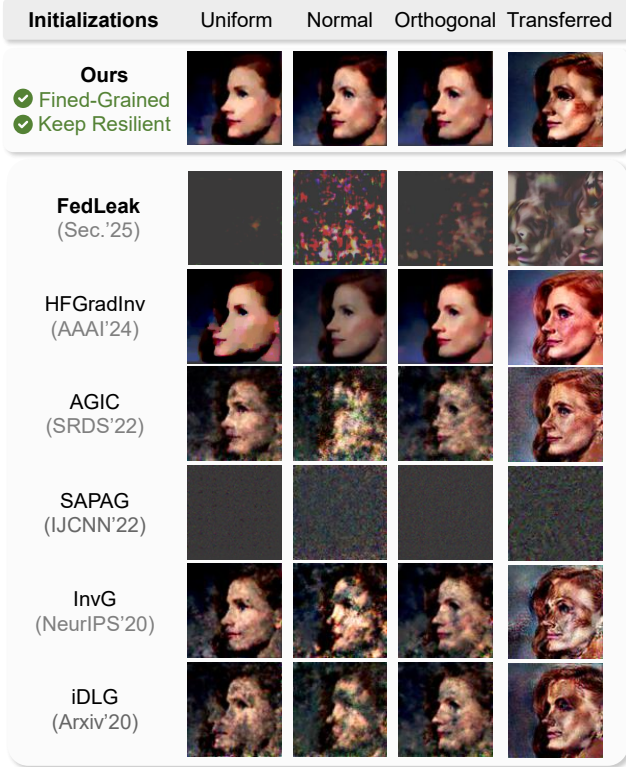 Initializations Uniform Normal Orthogonal Transferred
Ours
Fined-Grained
Keep Resilient
FedLeak
(Sec.'25)
HFGradInv
(AAAI'24)
AGIC
(SRDS'22)
SAPAG
(IJCNN'22)
InvG
(NeurIPS'20)
iDLG
(Arxiv'20)